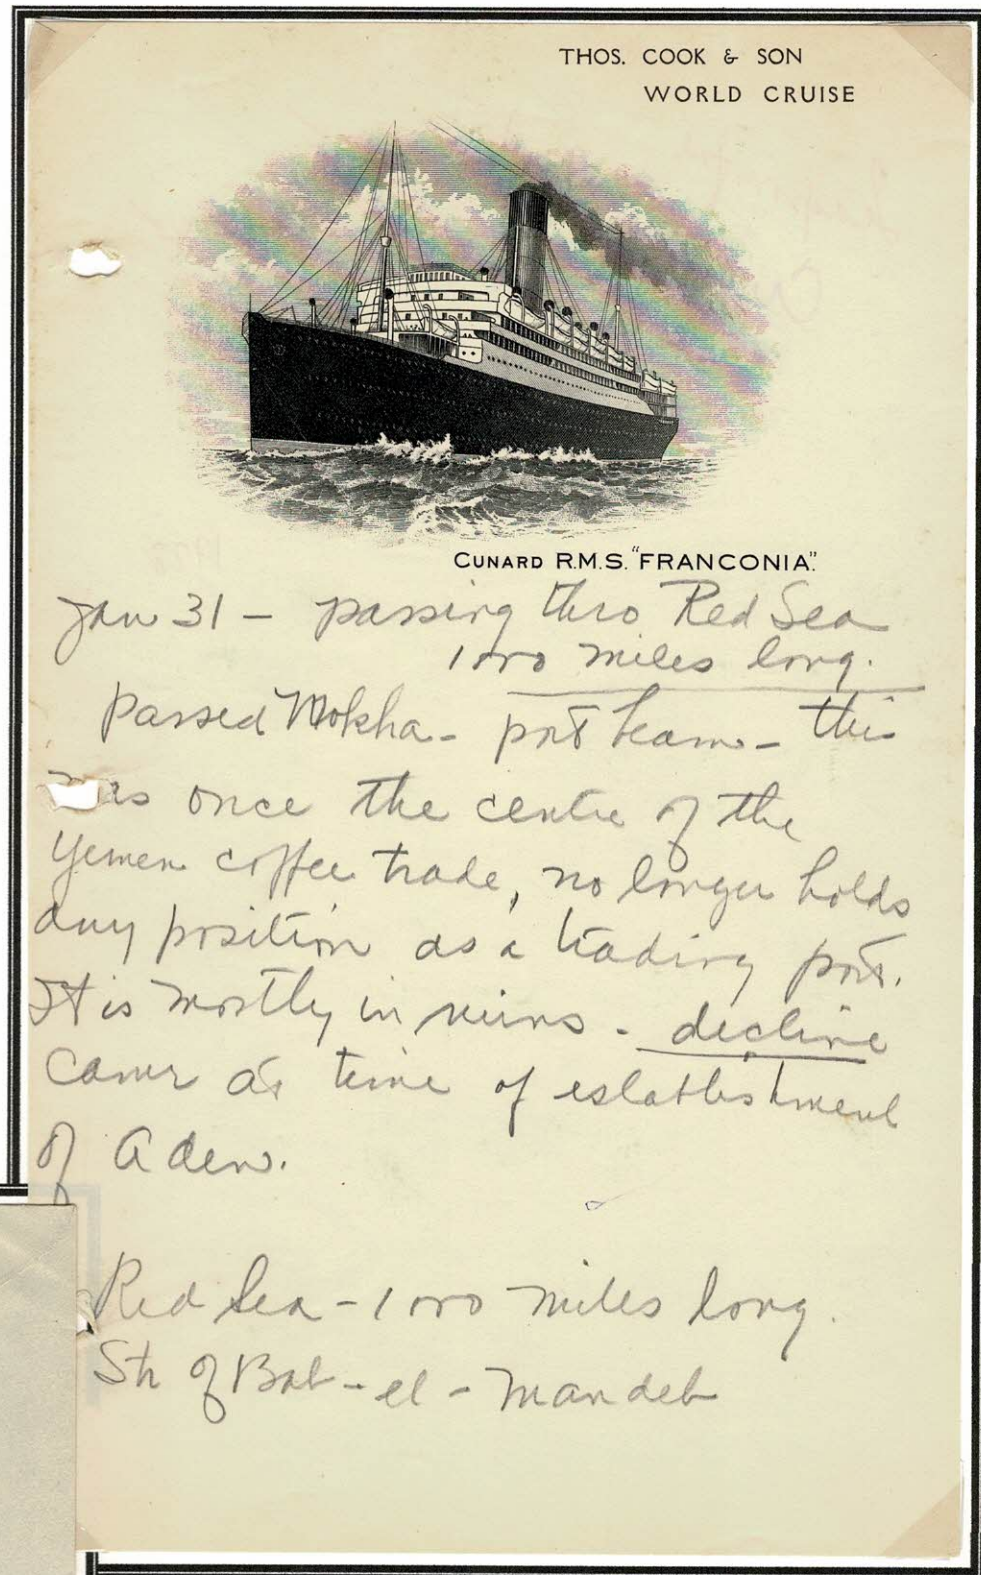 THOS. COOK & SON
WORLD CRUISE
CUNARD R.M.S. "FRANCONIA".
Jan 31 - passing thro Red Sea
1000 miles long.
Passed Mokha - port beam - this
was once the centre of the
Yemen coffee trade, no longer holds
any position as a trading port.
It is mostly in ruins - decline
came at time of establishment
of Aden.
Red Sea - 1000 miles long.
Str of Bab - el - Mandeb